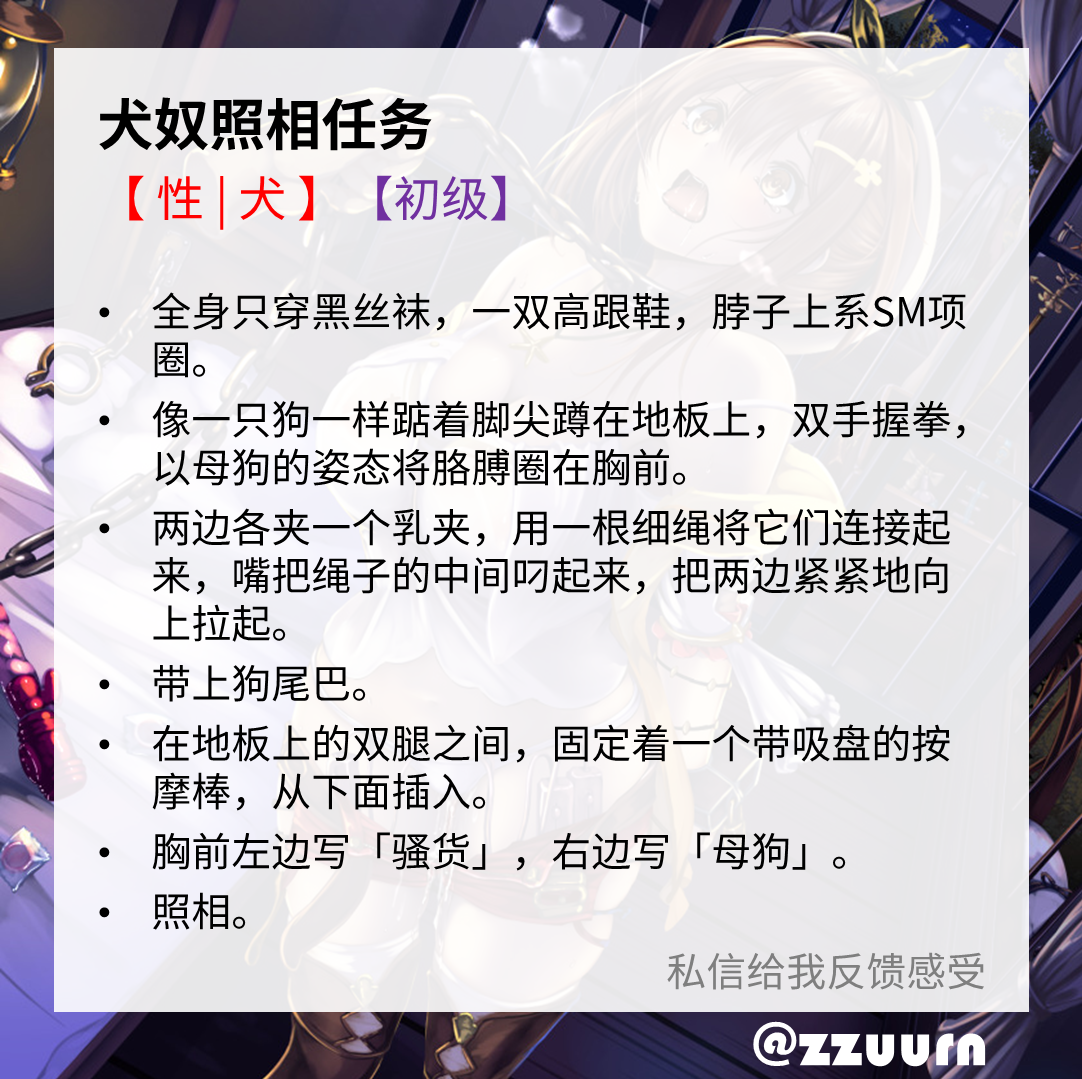 犬奴照相任务
【性|犬】【初级】
• 全身只穿黑丝袜，一双高跟鞋，脖子上系SM项
圈。
• 像一只狗一样踮着脚尖蹲在地板上，双手握拳，
以母狗的姿态将胳膊圈在胸前。
• 两边各夹一个乳夹，用一根细绳将它们连接起
来，嘴把绳子的中间叼起来，把两边紧紧地向
上拉起。
• 带上狗尾巴。
• 在地板上的双腿之间，固定着一个带吸盘的按
摩棒，从下面插入。
• 胸前左边写「骚货」，右边写「母狗」。
• 照相。
私信给我反馈感受
@zzuurn